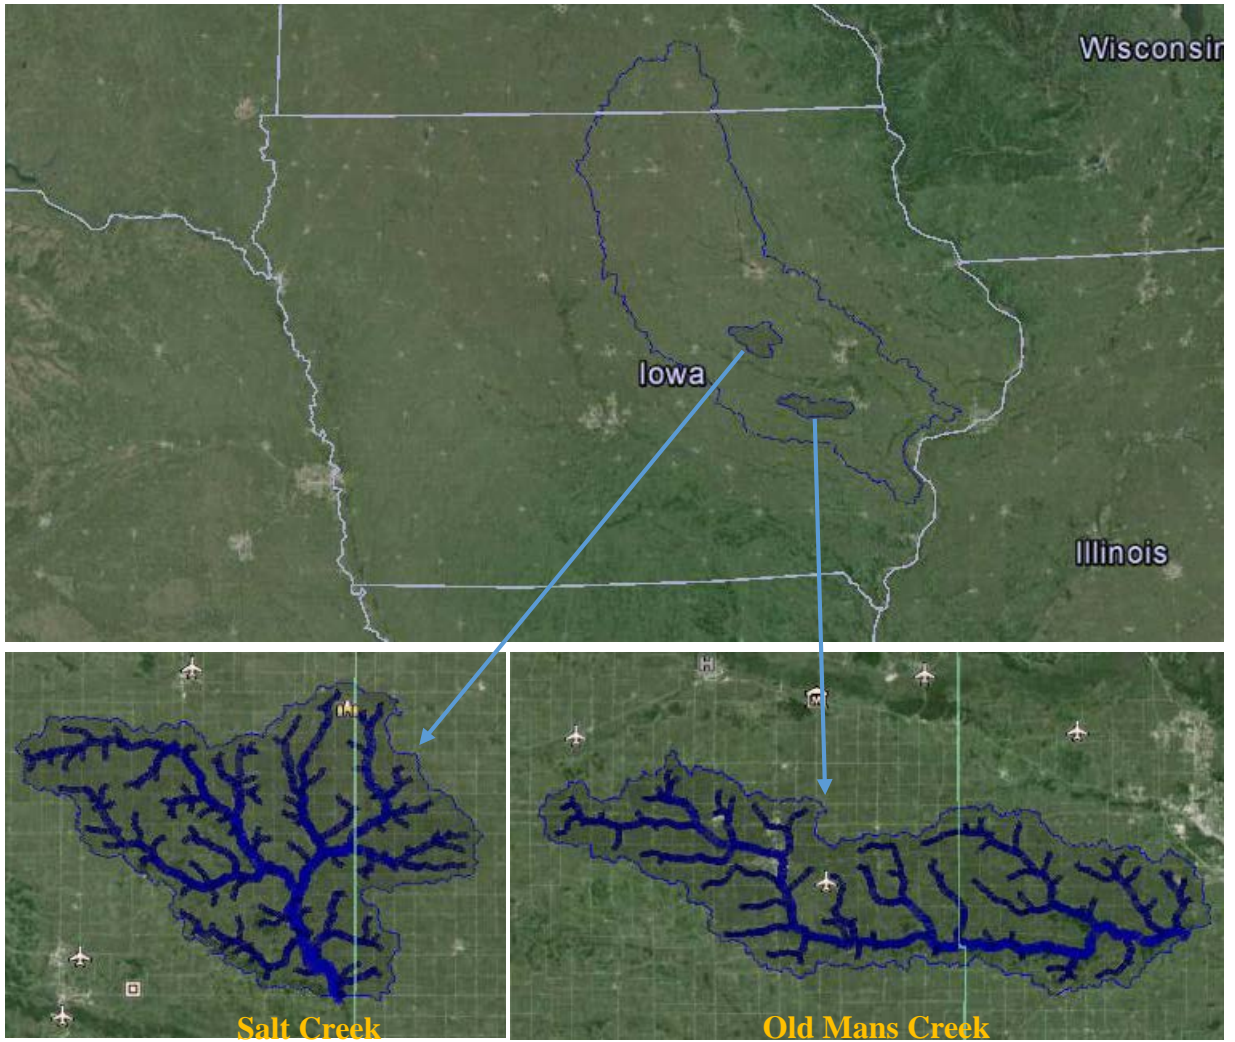 Wisconsin
Iowa
Illinois
H
M
Salt Creek
Old Mans Creek